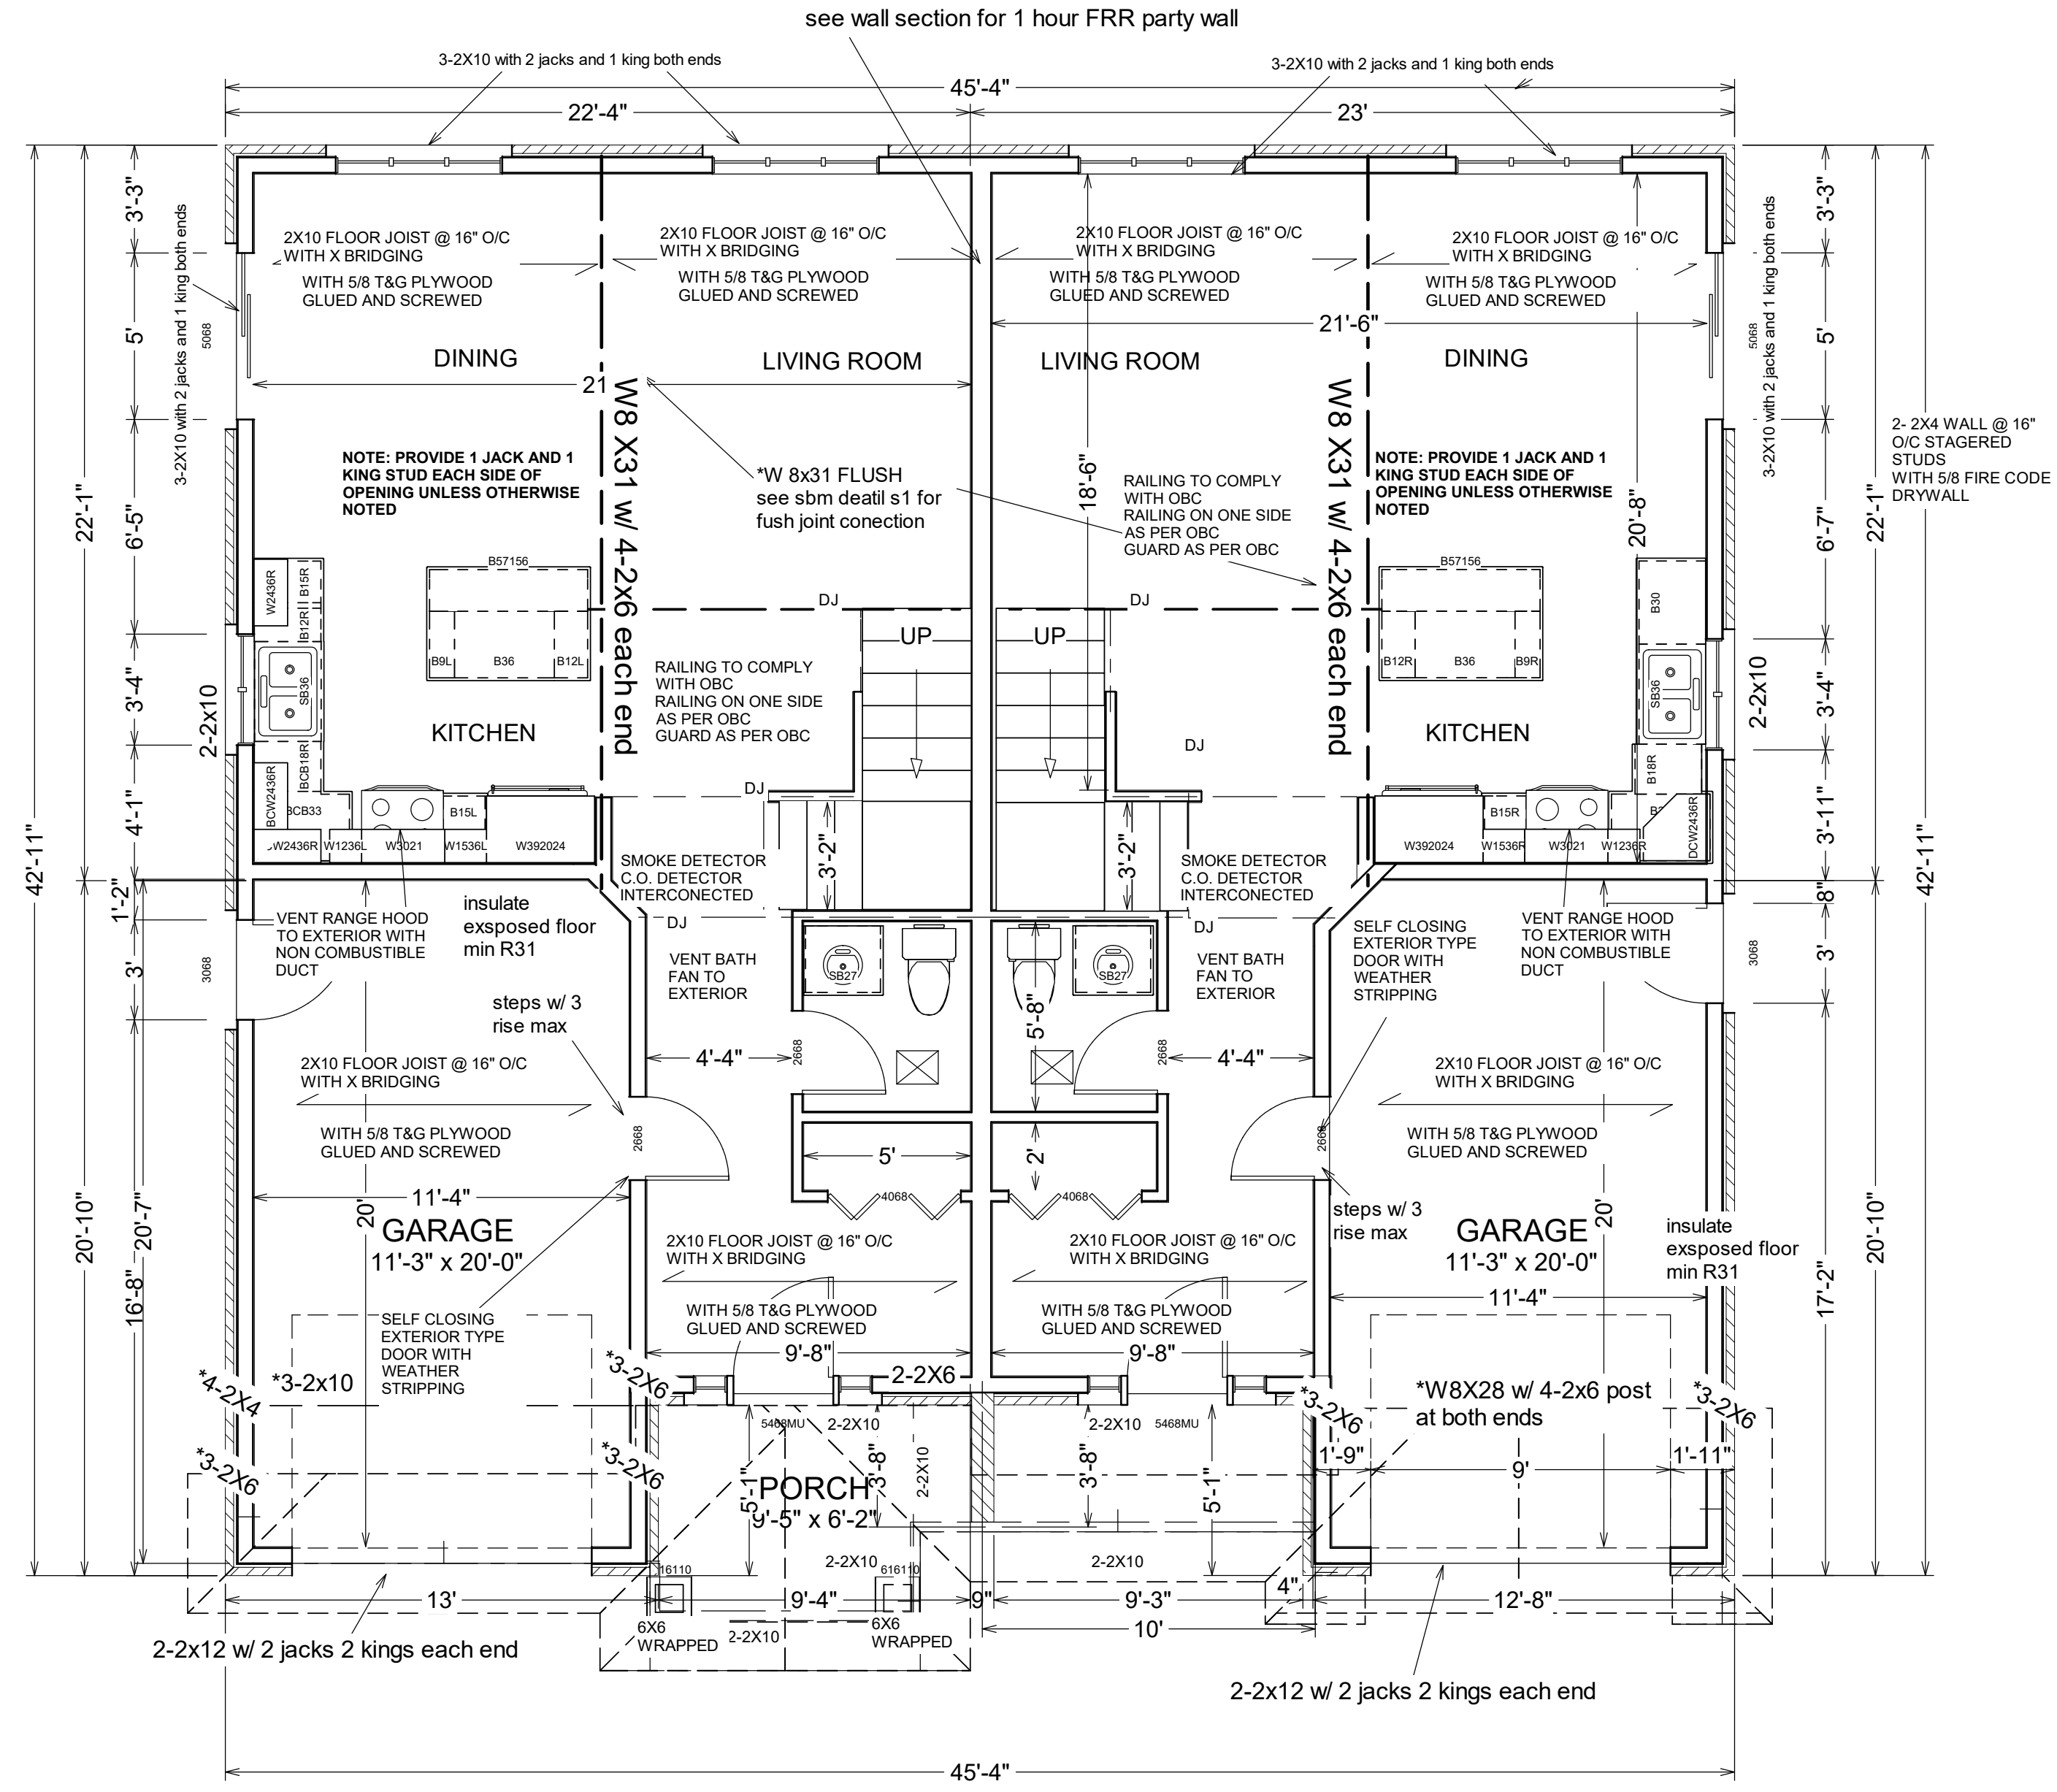 see wall section for 1 hour FRR party wall
3-2X10 with 2 jacks and 1 king both ends
3-2X10 with 2 jacks and 1 king both ends
45'-4"
22'-4"
23'
3'-3"
5'
6'-5"
3'-4"
4'-1"
1'-2"
3'
16'-8"
20'-7"
22'-1"
20'-10"
42'-11"
3-2X10 with 2 jacks and 1 king both ends
5068
2-2x10
3068
2X10 FLOOR JOIST @ 16" O/C
WITH X BRIDGING
WITH 5/8 T&G PLYWOOD
GLUED AND SCREWED
2X10 FLOOR JOIST @ 16" O/C
WITH X BRIDGING
WITH 5/8 T&G PLYWOOD
GLUED AND SCREWED
2X10 FLOOR JOIST @ 16" O/C
WITH X BRIDGING
WITH 5/8 T&G PLYWOOD
GLUED AND SCREWED
2X10 FLOOR JOIST @ 16" O/C
WITH X BRIDGING
WITH 5/8 T&G PLYWOOD
GLUED AND SCREWED
DINING
LIVING ROOM
LIVING ROOM
DINING
21
21'-6"
18'-6"
20'-8"
W8 X31 w/ 4-2x6 each end
W8 X31 w/ 4-2x6 each end
NOTE: PROVIDE 1 JACK AND 1
KING STUD EACH SIDE OF
OPENING UNLESS OTHERWISE
NOTED
*W 8x31 FLUSH
see sbm deatil s1 for
fush joint conection
RAILING TO COMPLY
WITH OBC
RAILING ON ONE SIDE
AS PER OBC
GUARD AS PER OBC
NOTE: PROVIDE 1 JACK AND 1
KING STUD EACH SIDE OF
OPENING UNLESS OTHERWISE
NOTED
3-2X10 with 2 jacks and 1 king both ends
5068
2-2x10
3068
3'-3"
5'
6'-7"
3'-4"
3'-11"
8"
3'
17'-2"
22'-1"
20'-10"
42'-11"
2- 2X4 WALL @ 16"
O/C STAGERED
STUDS
WITH 5/8 FIRE CODE
DRYWALL
W2436R
B15R
B12R
SB36
BCB18R
BCW2436R
BCB33
W2436R
W1236L
W3021
B15L
W1536L
W392024
B57156
B9L
B36
B12L
KITCHEN
RAILING TO COMPLY
WITH OBC
RAILING ON ONE SIDE
AS PER OBC
GUARD AS PER OBC
DJ
UP
UP
DJ
DJ
DJ
B57156
B12R
B36
B9R
KITCHEN
B30
SB36
B18R
DCW2436R
W392024
B15R
W1536R
W3021
W1236R
3'-2"
3'-2"
SMOKE DETECTOR
C.O. DETECTOR
INTERCONECTED
SMOKE DETECTOR
C.O. DETECTOR
INTERCONECTED
DJ
DJ
VENT RANGE HOOD
TO EXTERIOR WITH
NON COMBUSTIBLE
DUCT
insulate
exsposed floor
min R31
VENT BATH
FAN TO
EXTERIOR
SB27
SB27
VENT BATH
FAN TO
EXTERIOR
SELF CLOSING
EXTERIOR TYPE
DOOR WITH
WEATHER
STRIPPING
VENT RANGE HOOD
TO EXTERIOR WITH
NON COMBUSTIBLE
DUCT
steps w/ 3
rise max
4'-4"
2668
5'-8"
2668
4'-4"
2X10 FLOOR JOIST @ 16" O/C
WITH X BRIDGING
WITH 5/8 T&G PLYWOOD
GLUED AND SCREWED
2668
2668
2X10 FLOOR JOIST @ 16" O/C
WITH X BRIDGING
WITH 5/8 T&G PLYWOOD
GLUED AND SCREWED
5'
2'
4068
4068
11'-4"
20'
GARAGE
11'-3" x 20'-0"
steps w/ 3
rise max
GARAGE
11'-3" x 20'-0"
20'
11'-4"
insulate
exsposed floor
min R31
2X10 FLOOR JOIST @ 16" O/C
WITH X BRIDGING
WITH 5/8 T&G PLYWOOD
GLUED AND SCREWED
2X10 FLOOR JOIST @ 16" O/C
WITH X BRIDGING
WITH 5/8 T&G PLYWOOD
GLUED AND SCREWED
SELF CLOSING
EXTERIOR TYPE
DOOR WITH
WEATHER
STRIPPING
9'-8"
9'-8"
2-2X6
*4-2X4
*3-2x10
*3-2X6
*3-2X6
*3-2X6
*3-2X6
*W8X28 w/ 4-2x6 post
at both ends
*3-2X6
5468MU
2-2X10
2-2X10
5468MU
5'-1"
3'-8"
2-2X10
3'-8"
5'-1"
1'-9"
9'
1'-11"
PORCH
9'-5" x 6'-2"
2-2X10
2-2X10
16110
616110
13'
9'-4"
9"
9'-3"
4"
12'-8"
10'
6X6
WRAPPED
2-2X10
6X6
WRAPPED
2-2x12 w/ 2 jacks 2 kings each end
2-2x12 w/ 2 jacks 2 kings each end
45'-4"